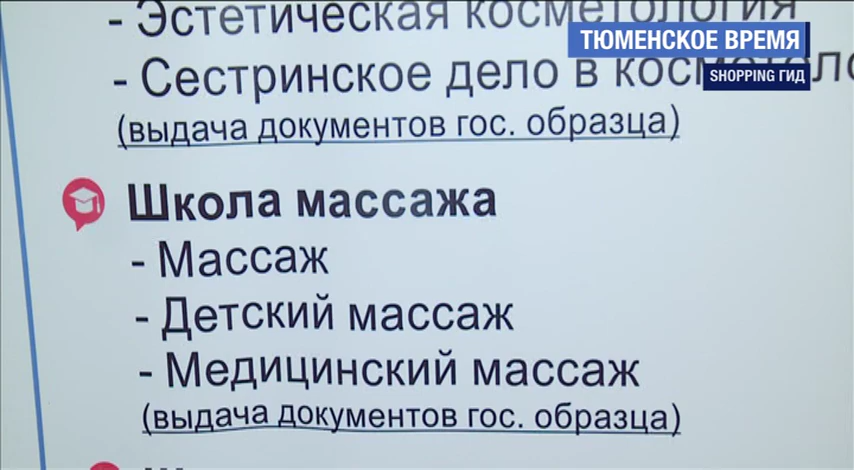 - Эстетическая косметология
ТЮМЕНСКОЕ ВРЕМЯ
SHOPPING ГИД
- Сестринское дело в
(выдача документов гос. образца)
Школа массажа
- Массаж
- Детский массаж
- Медицинский массаж
(выдача документов гос. образца)